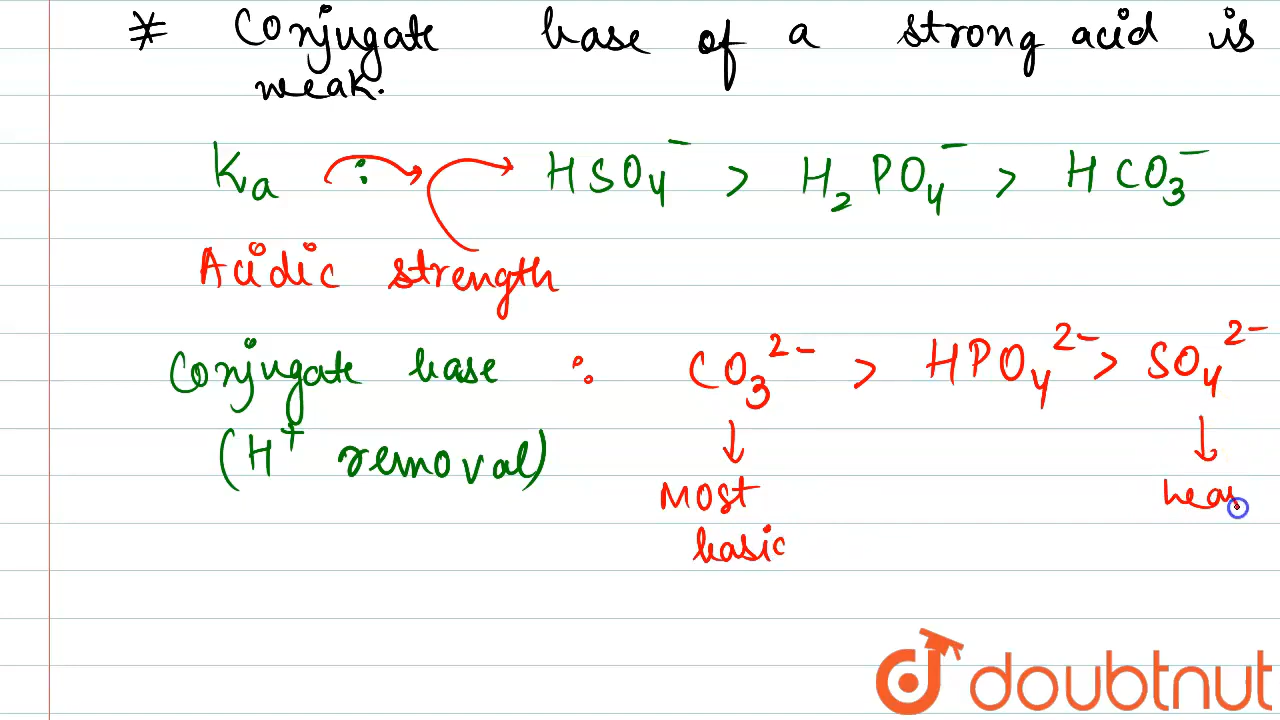 * Conjugate base of a strong acid is
weak.
Ka : HSO4⁻ > H2PO4⁻ > HCO3⁻
Acidic strength
Conjugate base : CO3²⁻ > HPO4²⁻ > SO4²⁻
(H⁺ removal) ↓ ↓
Most
basic
doubtnut